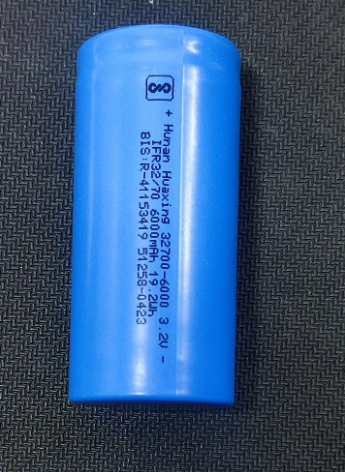 + Hunan Huaxing 32700-6000 3.2V -
IFR32/70 6000mAh 19.2Wh
BIS:R-41153419 51258-0423